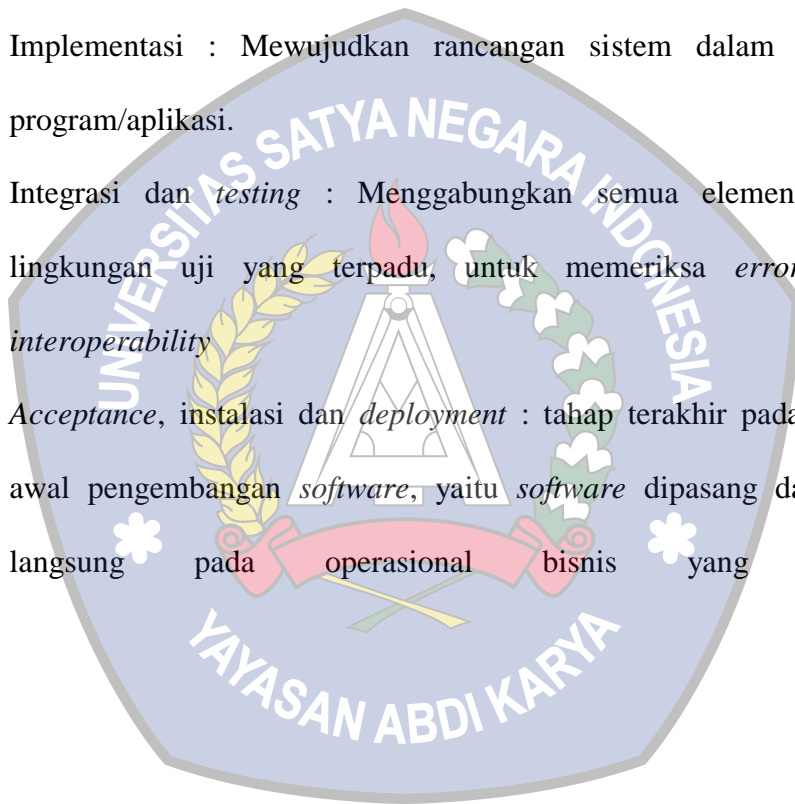 Implementasi : Mewujudkan rancangan sistem dalam
program/aplikasi.
Integrasi dan testing : Menggabungkan semua elemen
lingkungan uji yang terpadu, untuk memeriksa error
interoperability
Acceptance, instalasi dan deployment : tahap terakhir pada
awal pengembangan software, yaitu software dipasang da
langsung pada operasional bisnis yang
UNIVERSITAS SATYA NEGARA INDONESIA
YAYASAN ABDI KARYA